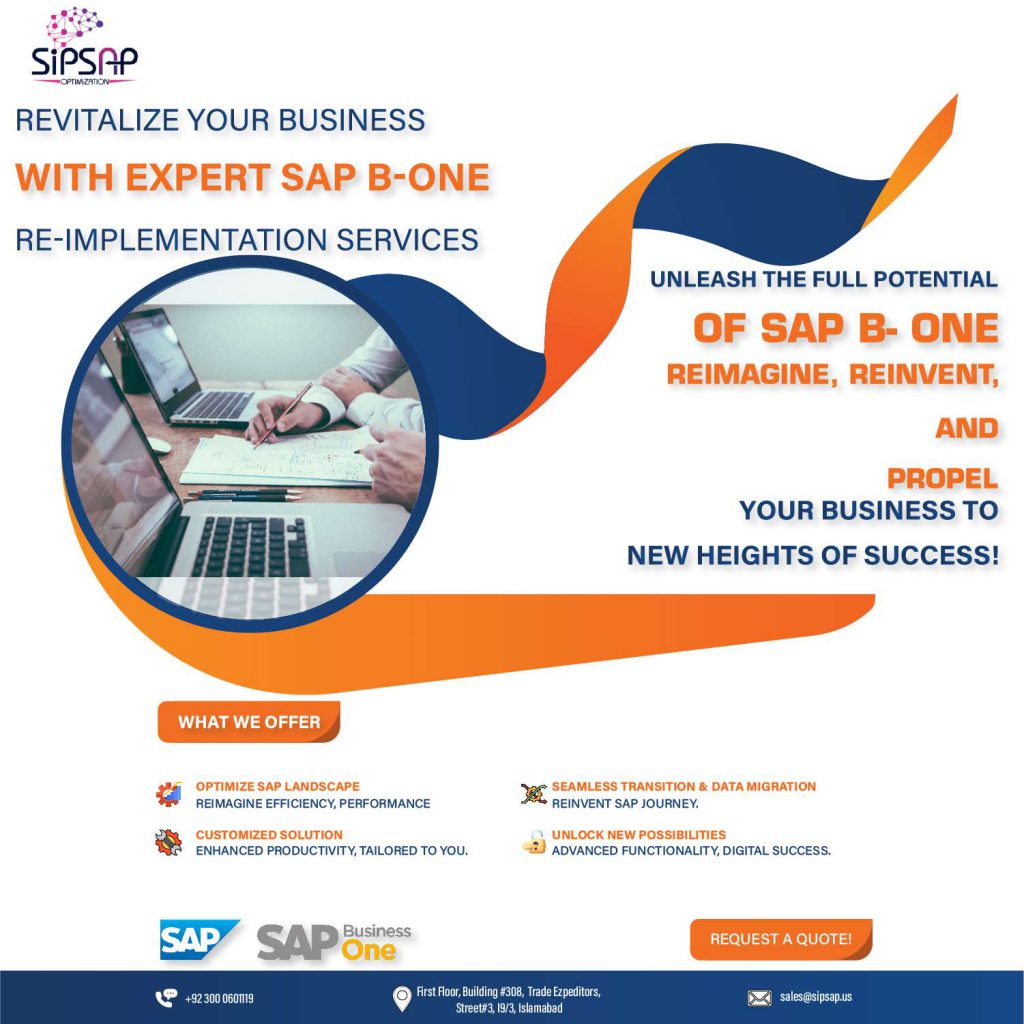 SiPSAP
OPTIMIZATION
REVITALIZE YOUR BUSINESS
WITH EXPERT SAP B-ONE
RE-IMPLEMENTATION SERVICES
UNLEASH THE FULL POTENTIAL
OF SAP B- ONE
REIMAGINE, REINVENT,
AND
PROPEL
YOUR BUSINESS TO
NEW HEIGHTS OF SUCCESS!
WHAT WE OFFER
OPTIMIZE SAP LANDSCAPE
REIMAGINE EFFICIENCY, PERFORMANCE
SEAMLESS TRANSITION & DATA MIGRATION
REINVENT SAP JOURNEY.
CUSTOMIZED SOLUTION
ENHANCED PRODUCTIVITY, TAILORED TO YOU.
UNLOCK NEW POSSIBILITIES
ADVANCED FUNCTIONALITY, DIGITAL SUCCESS.
SAP
SAP Business One
REQUEST A QUOTE!
+92 300 0601119
First Floor, Building #308, Trade Ezpeditors,
Street#3, I9/3, Islamabad
sales@sipsap.us